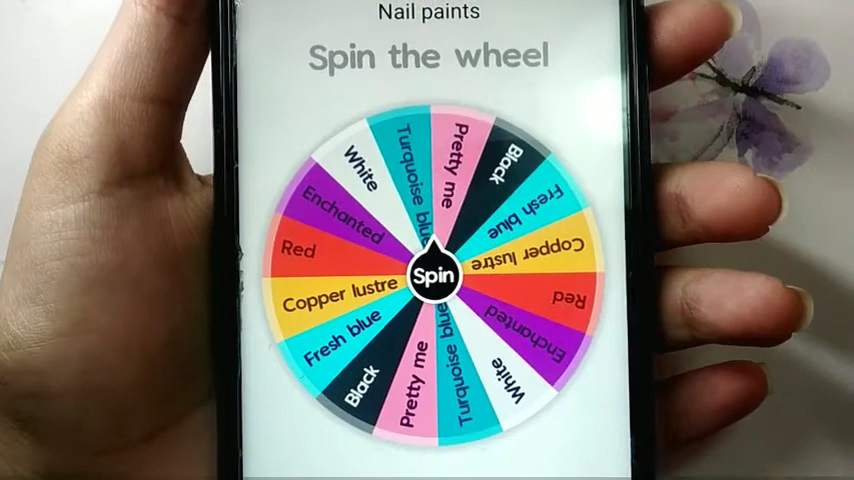 Nail paints
Spin the wheel
Pretty me
Black
Fresh blue
Copper lustre
Red
Enchanted
White
Turquoise blue
Pretty me
Black
Fresh blue
Copper lustre
Red
Enchanted
White
Turquoise blue
Spin